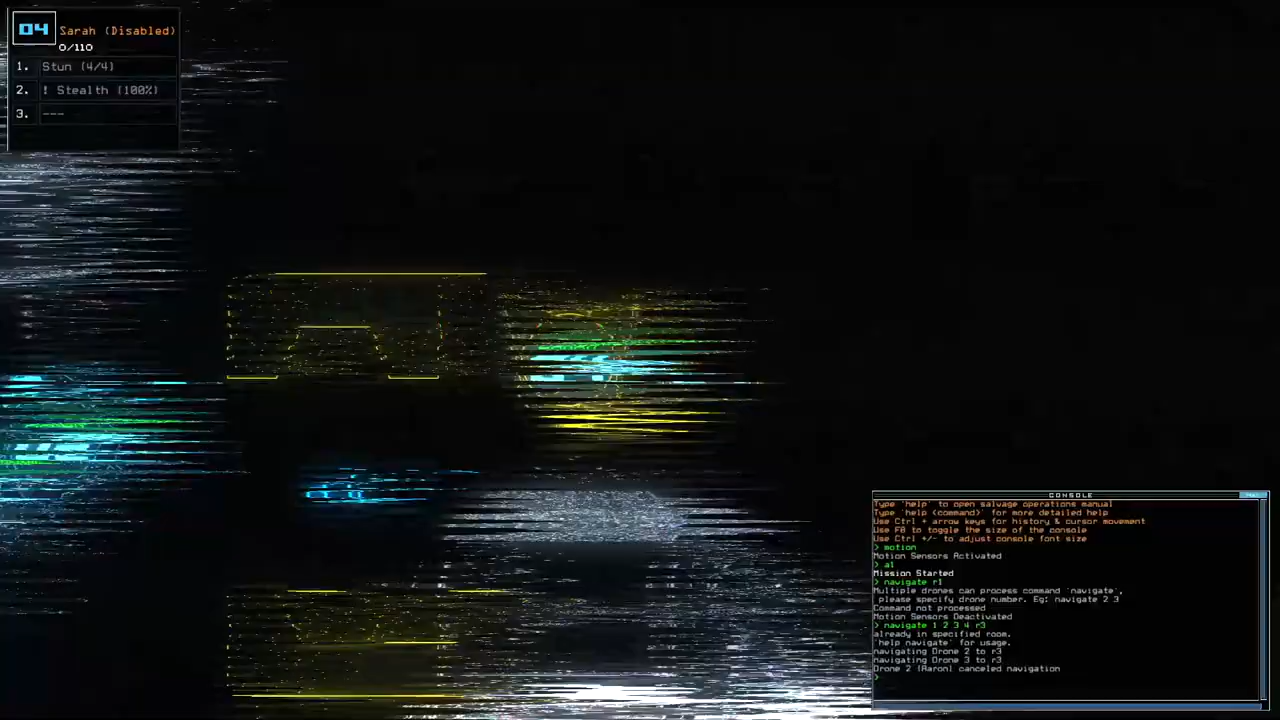 04
Sarah (Disabled)
0/110
1. Stun (4/4)
2. ! Stealth (100%)
3. ---
CONSOLE
Type 'help' to open salvage operations manual
Type 'help (command)' for more detailed help
Use Ctrl + arrow keys for history & cursor movement
Use F8 to toggle the size of the console
Use Ctrl +/- to adjust console font size
> motion
Motion Sensors Activated
> a1
Mission Started
> navigate r1
Multiple drones can process command 'navigate',
please specify drone number. Eg: navigate 2 3
Command not processed
Motion Sensors Deactivated
> navigate 1 2 3 4 r3
already in specified room.
'help navigate' for usage.
navigating Drone 2 to r3
navigating Drone 3 to r3
Drone 2 (Aaron) canceled navigation
>